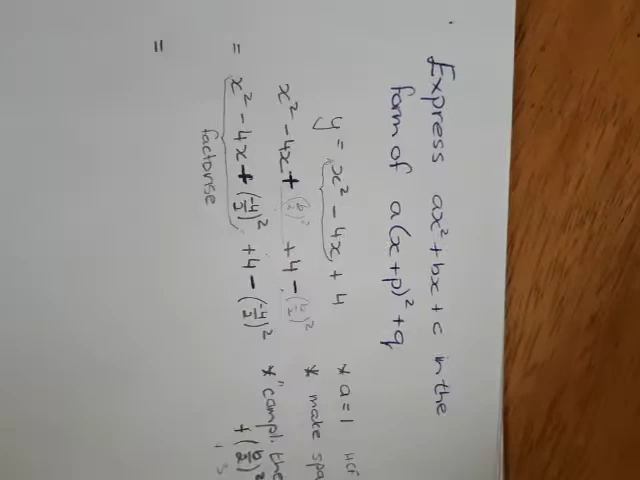 Express ax² + bx + c in the
form of a(x+p)² + q
y = x² - 4x + 4 * a = 1 HCF
x² - 4x + (b/2)² + 4 - (b/2)² * make
= x² - 4x + (-4/2)² + 4 - (-4/2)² * "compl. the
factorise + (b/2)²
=